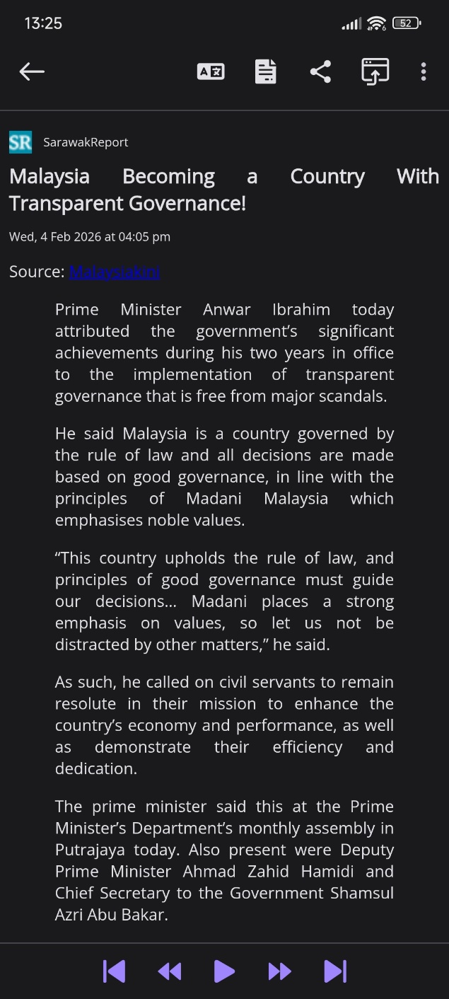 13:25
6
52
A 文
SR SarawakReport
Malaysia Becoming a Country With
Transparent Governance!
Wed, 4 Feb 2026 at 04:05 pm
Source: Malaysiakini
Prime Minister Anwar Ibrahim today
attributed the government’s significant
achievements during his two years in office
to the implementation of transparent
governance that is free from major scandals.
He said Malaysia is a country governed by
the rule of law and all decisions are made
based on good governance, in line with the
principles of Madani Malaysia which
emphasises noble values.
“This country upholds the rule of law, and
principles of good governance must guide
our decisions… Madani places a strong
emphasis on values, so let us not be
distracted by other matters,” he said.
As such, he called on civil servants to remain
resolute in their mission to enhance the
country’s economy and performance, as well
as demonstrate their efficiency and
dedication.
The prime minister said this at the Prime
Minister’s Department’s monthly assembly in
Putrajaya today. Also present were Deputy
Prime Minister Ahmad Zahid Hamidi and
Chief Secretary to the Government Shamsul
Azri Abu Bakar.